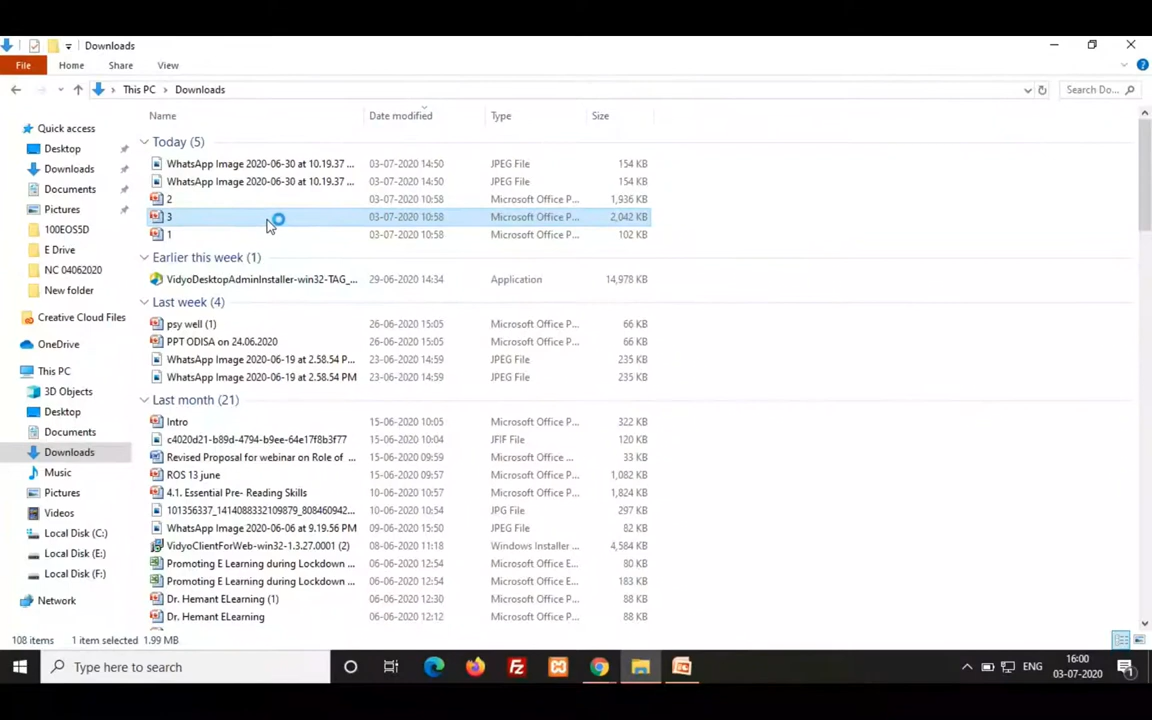 Downloads
File Home Share View
This PC Downloads Search Do...
Name Date modified Type Size
Today (5)
WhatsApp Image 2020-06-30 at 10.19.37 ... 03-07-2020 14:50 JPEG File 154 KB
WhatsApp Image 2020-06-30 at 10.19.37 ... 03-07-2020 14:50 JPEG File 154 KB
2 03-07-2020 10:58 Microsoft Office P... 1,936 KB
3 03-07-2020 10:58 Microsoft Office P... 2,042 KB
1 03-07-2020 10:58 Microsoft Office P... 102 KB
Earlier this week (1)
VidyoDesktopAdminInstaller-win32-TAG_... 29-06-2020 14:34 Application 14,978 KB
Last week (4)
psy well (1) 26-06-2020 15:05 Microsoft Office P... 66 KB
PPT ODISA on 24.06.2020 26-06-2020 15:05 Microsoft Office P... 66 KB
WhatsApp Image 2020-06-19 at 2.58.54 P... 23-06-2020 14:59 JPEG File 235 KB
WhatsApp Image 2020-06-19 at 2.58.54 PM 23-06-2020 14:59 JPEG File 235 KB
Last month (21)
Intro 15-06-2020 10:05 Microsoft Office P... 322 KB
c4020d21-b89d-4794-b9ee-64e17f8b3f77 15-06-2020 10:04 JFIF File 120 KB
Revised Proposal for webinar on Role of ... 15-06-2020 09:59 Microsoft Office ... 33 KB
ROS 13 june 15-06-2020 09:57 Microsoft Office P... 1,082 KB
4.1. Essential Pre- Reading Skills 10-06-2020 10:57 Microsoft Office P... 1,824 KB
101356337_1414088332109879_808460942... 10-06-2020 10:54 JPG File 297 KB
WhatsApp Image 2020-06-06 at 9.19.56 PM 09-06-2020 15:50 JPEG File 82 KB
VidyoClientForWeb-win32-1.3.27.0001 (2) 08-06-2020 11:18 Windows Installer ... 4,584 KB
Promoting E Learning during Lockdown ... 06-06-2020 12:54 Microsoft Office E... 80 KB
Promoting E Learning during Lockdown ... 06-06-2020 12:54 Microsoft Office E... 183 KB
Dr. Hemant ELearning (1) 06-06-2020 12:30 Microsoft Office P... 88 KB
Dr. Hemant ELearning 06-06-2020 12:12 Microsoft Office P... 88 KB
Quick access
Desktop
Downloads
Documents
Pictures
100EOS5D
E Drive
NC 04062020
New folder
Creative Cloud Files
OneDrive
This PC
3D Objects
Desktop
Documents
Downloads
Music
Pictures
Videos
Local Disk (C:)
Local Disk (E:)
Local Disk (F:)
Network
108 items 1 item selected 1.99 MB
Type here to search
ENG
16:00
03-07-2020
1